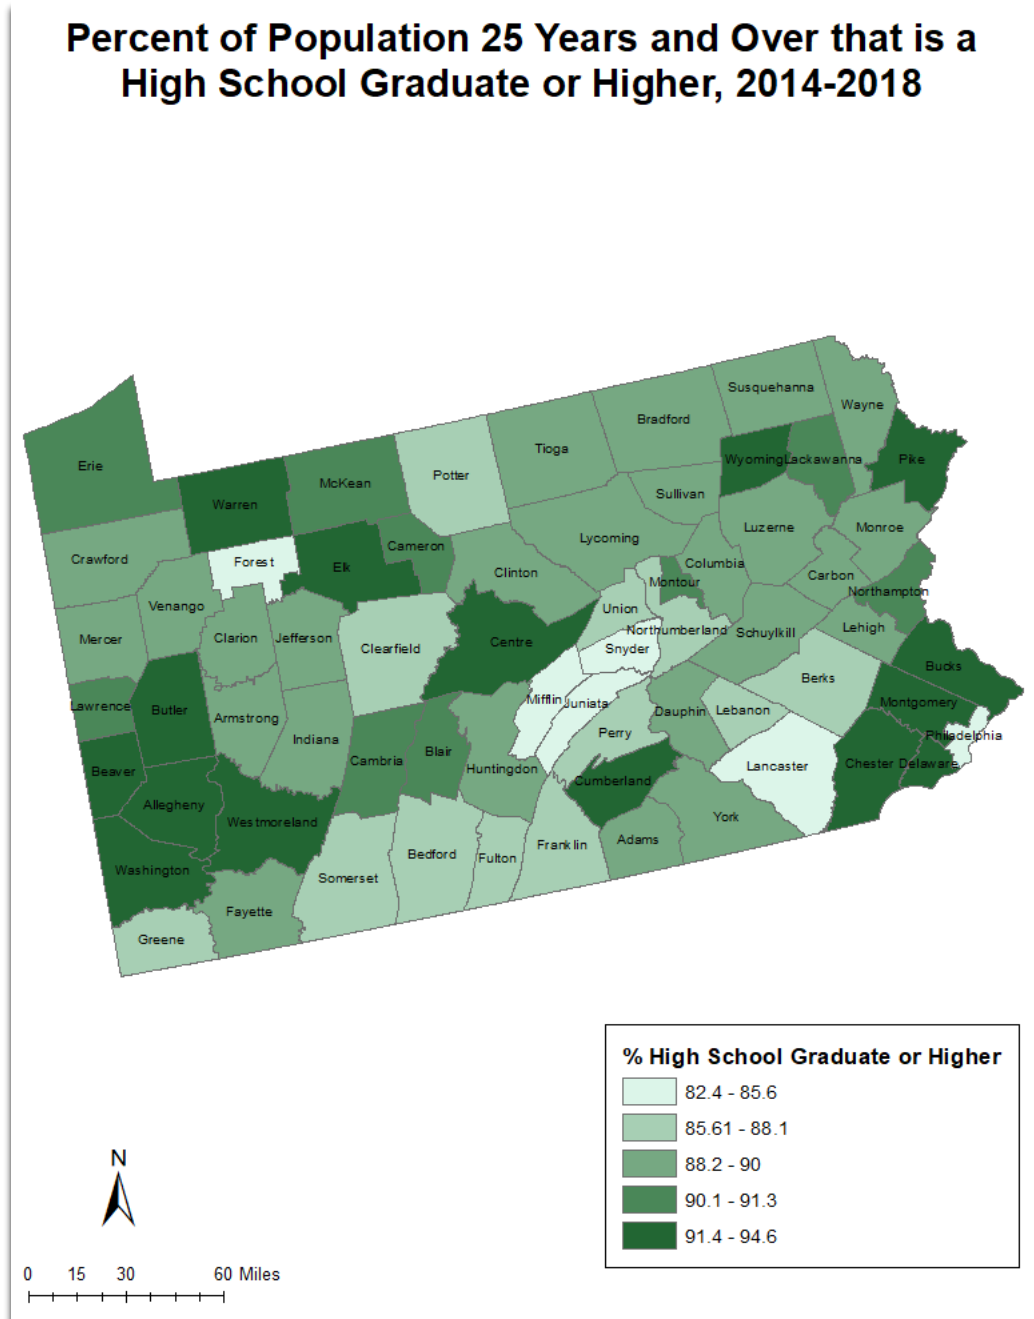 Percent of Population 25 Years and Over that is a
High School Graduate or Higher, 2014-2018
Susquehanna
Wayne
Bradford
Tioga
Erie
Wyoming
Lackawanna
Pike
Potter
McKean
Warren
Sullivan
Luzerne
Monroe
Lycoming
Cameron
Crawford
Forest
Elk
Clinton
Columbia
Carbon
Montour
Northampton
Venango
Union
Mercer
Clarion
Jefferson
Northumberland
Schuylkill
Lehigh
Clearfield
Centre
Snyder
Bucks
Berks
Mifflin
Juniata
Lawrence
Butler
Armstrong
Dauphin
Lebanon
Montgomery
Indiana
Perry
Philadelphia
Blair
Cambria
Huntingdon
Lancaster
Chester
Delaware
Beaver
Cumberland
Allegheny
Westmoreland
York
Adams
Franklin
Bedford
Fulton
Washington
Somerset
Fayette
Greene
% High School Graduate or Higher
82.4 - 85.6
85.61 - 88.1
88.2 - 90
90.1 - 91.3
91.4 - 94.6
N
0 15 30 60 Miles